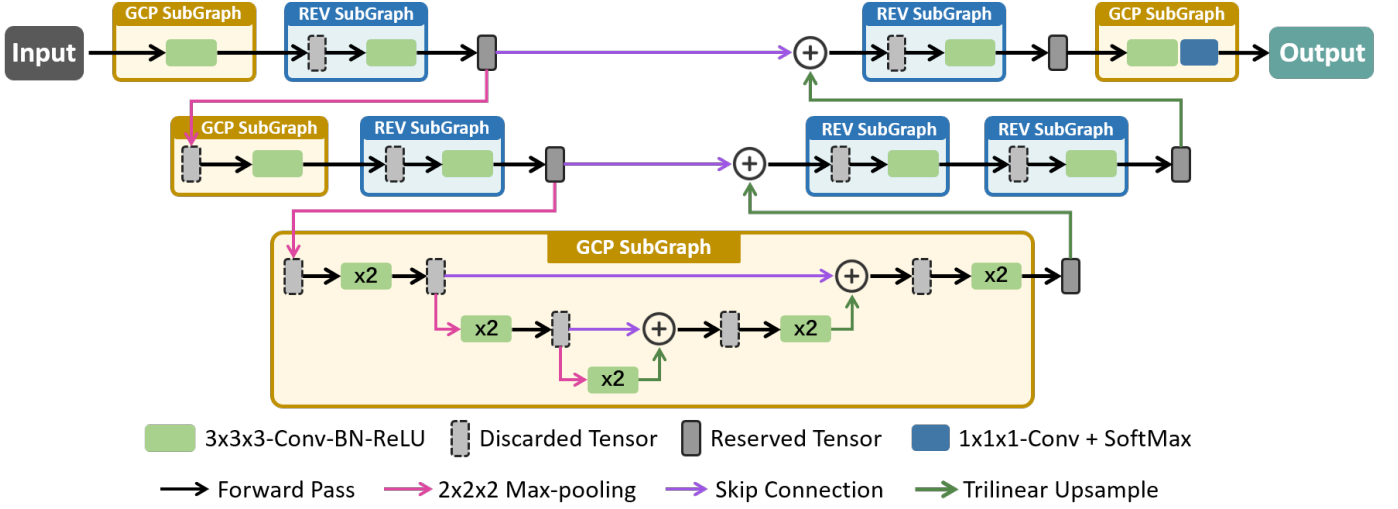 GCP SubGraph
REV SubGraph
REV SubGraph
GCP SubGraph
Input
Output
GCP SubGraph
REV SubGraph
REV SubGraph
REV SubGraph
GCP SubGraph
x2
x2
x2
x2
x2
3x3x3-Conv-BN-ReLU
Discarded Tensor
Reserved Tensor
1x1x1-Conv + SoftMax
Forward Pass
2x2x2 Max-pooling
Skip Connection
Trilinear Upsample